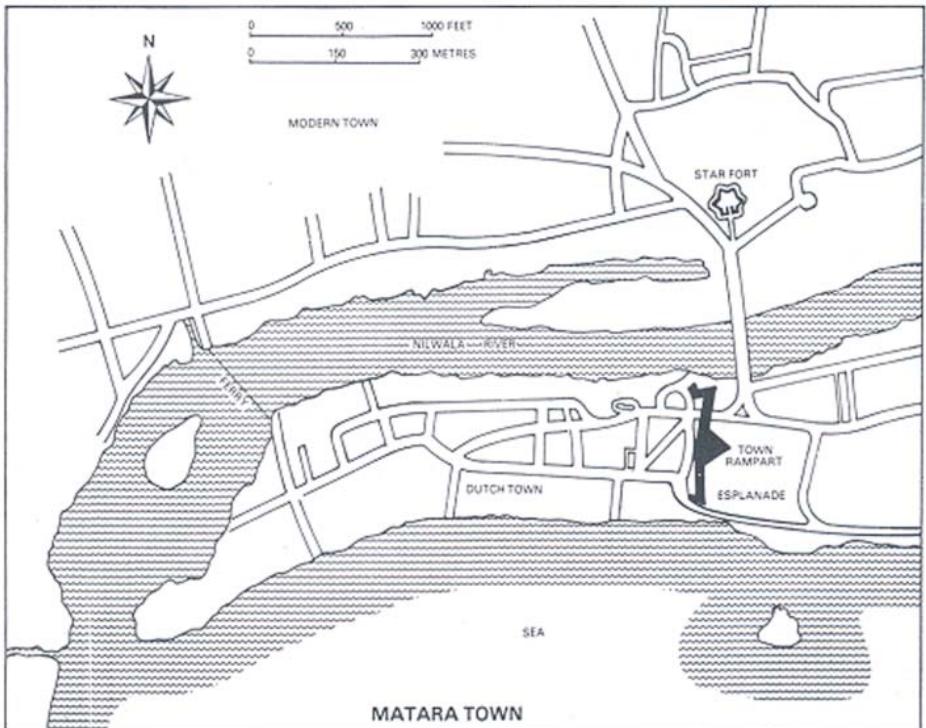 0 500 1000 FEET
0 150 300 METRES
N
MODERN TOWN
STAR FORT
NILWALA RIVER
FERRY
TOWN
RAMPART
DUTCH TOWN
ESPLANADE
SEA
MATARA TOWN